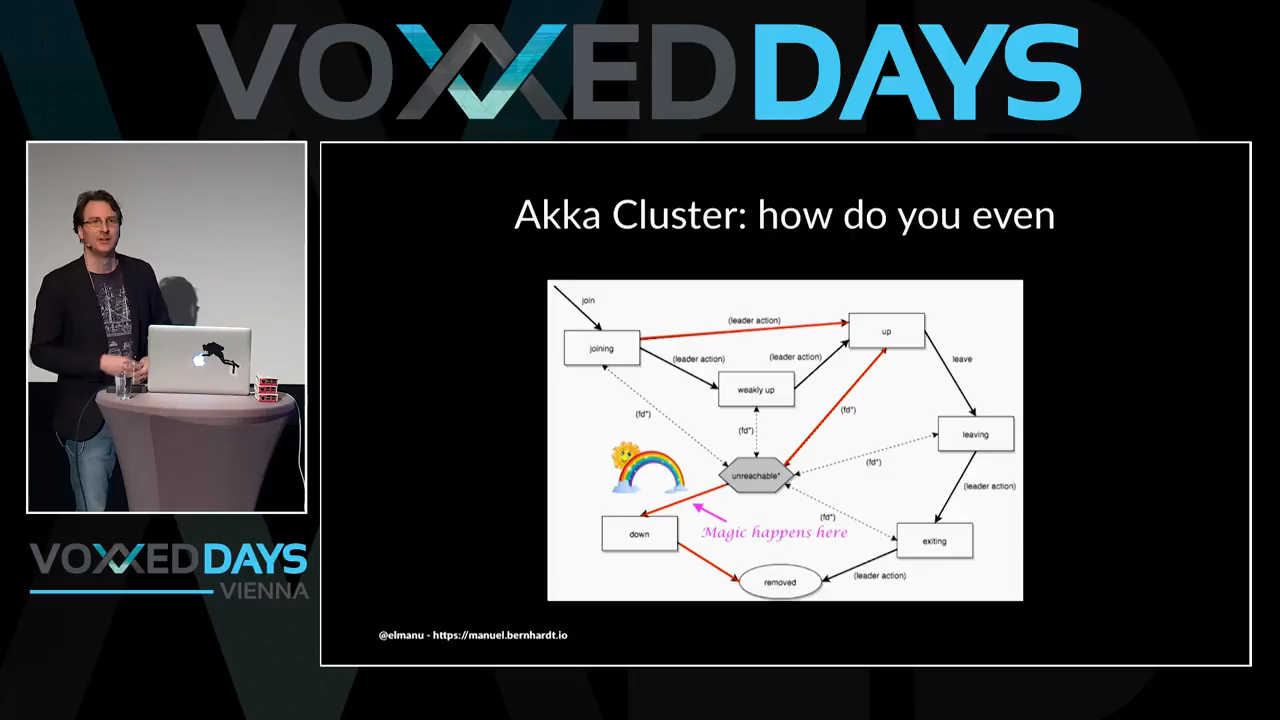 VOXXED DAYS
Akka Cluster: how do you even
join
(leader action)
up
joining
(leader action)
(leader action)
leave
weakly up
(fd*)
(fd*)
(fd*)
leaving
(fd*)
unreachable*
(leader action)
(fd*)
Magic happens here
down
exiting
(leader action)
removed
VOXXED DAYS
VIENNA
@elmanu - https://manuel.bernhardt.io